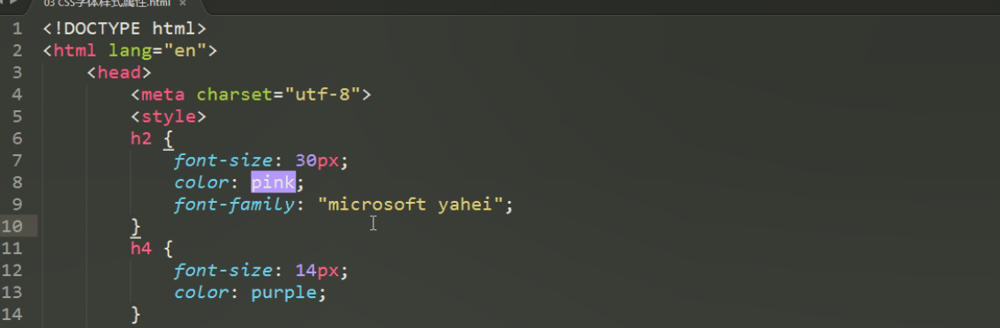 03 CSS字体样式属性.html ×
1 <!DOCTYPE html>
2 <html lang="en">
3 <head>
4 <meta charset="utf-8">
5 <style>
6 h2 {
7 font-size: 30px;
8 color: pink;
9 font-family: "microsoft yahei";
10 }
11 h4 {
12 font-size: 14px;
13 color: purple;
14 }